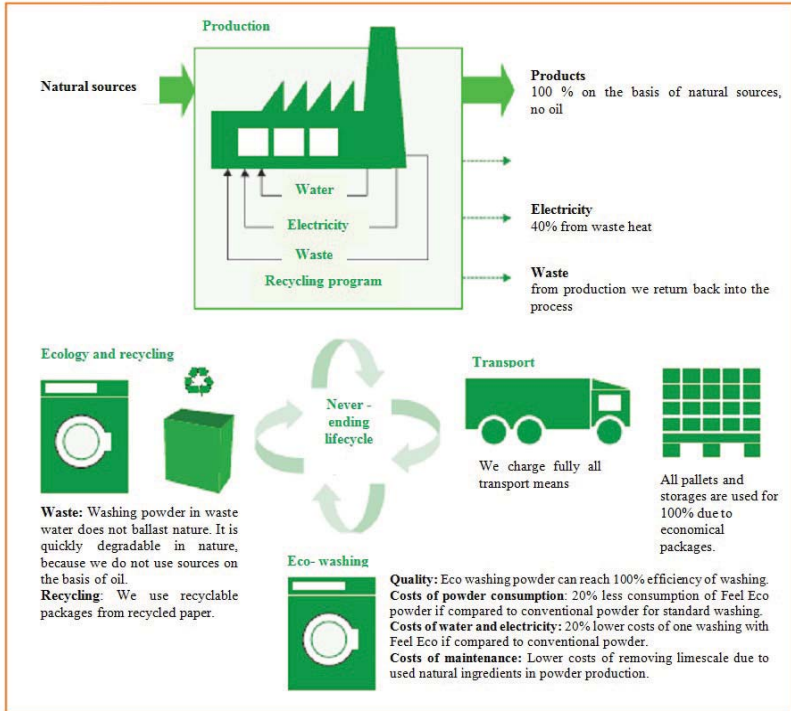 Production
Natural sources
Products
100 % on the basis of natural sources,
no oil
Water
Electricity
Waste
Recycling program
Electricity
40% from waste heat
Waste
from production we return back into the
process
Ecology and recycling
Never -
ending
lifecycle
Transport
We charge fully all
transport means
All pallets and
storages are used for
100% due to
economical
packages.
Waste: Washing powder in waste
water does not ballast nature. It is
quickly degradable in nature,
because we do not use sources on
the basis of oil.
Recycling: We use recyclable
packages from recycled paper.
Eco- washing
Quality: Eco washing powder can reach 100% efficiency of washing.
Costs of powder consumption: 20% less consumption of Feel Eco
powder if compared to conventional powder for standard washing.
Costs of water and electricity: 20% lower costs of one washing with
Feel Eco if compared to conventional powder.
Costs of maintenance: Lower costs of removing limescale due to
used natural ingredients in powder production.